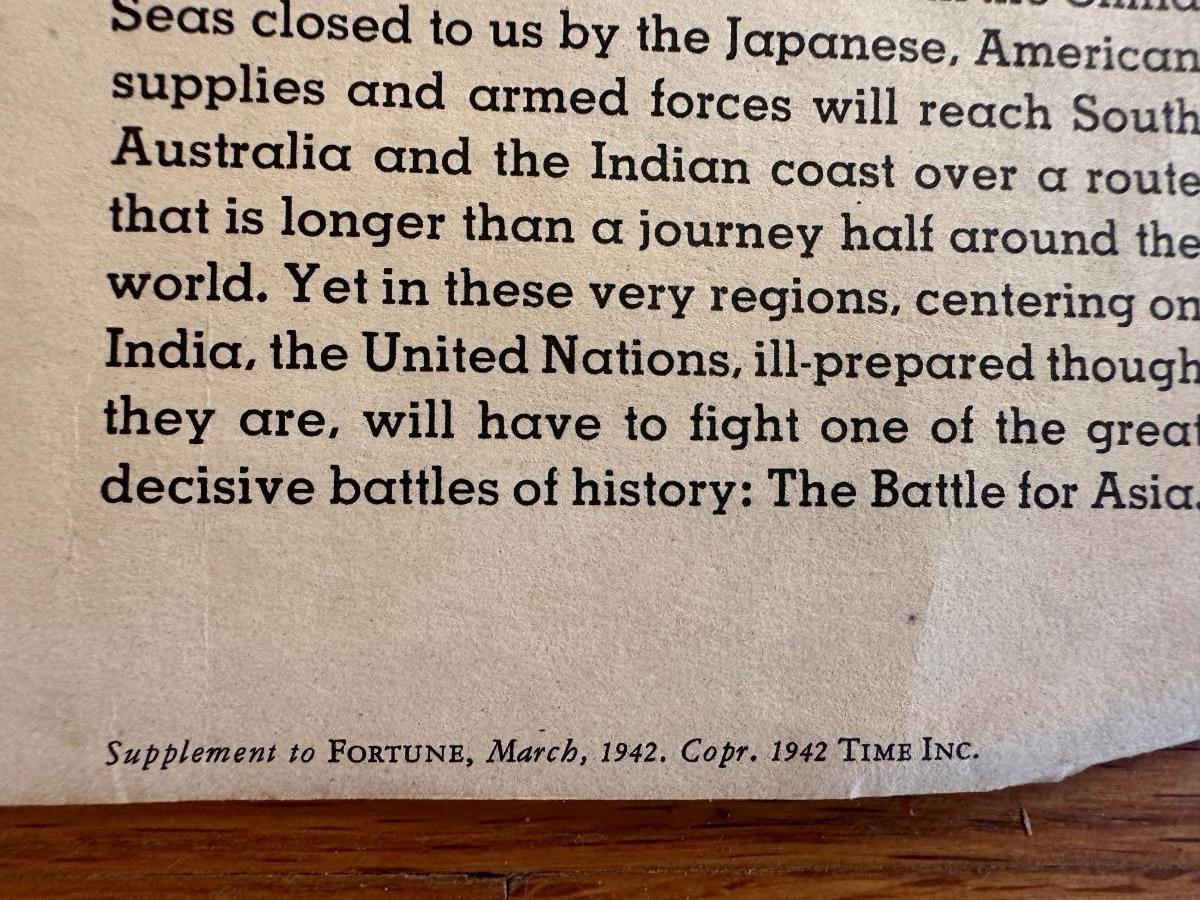 Seas closed to us by the Japanese, American
supplies and armed forces will reach South
Australia and the Indian coast over a route
that is longer than a journey half around the
world. Yet in these very regions, centering on
India, the United Nations, ill-prepared though
they are, will have to fight one of the great
decisive battles of history: The Battle for Asia.
Supplement to FORTUNE, March, 1942. Copr. 1942 TIME INC.